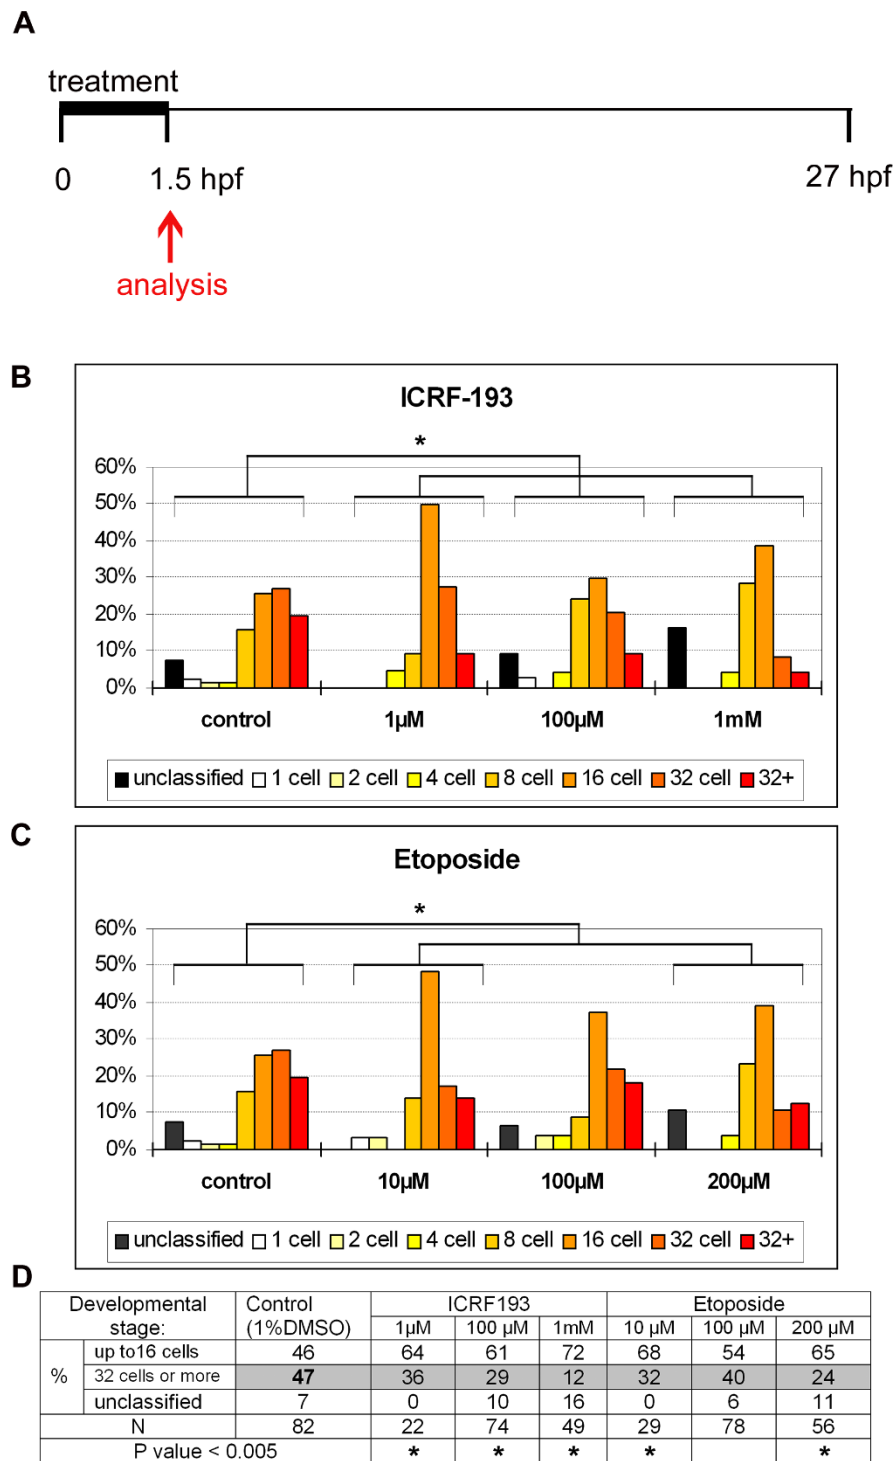 A
treatment
0 1.5 hpf 27 hpf
analysis
B
ICRF-193
*
60%
50%
40%
30%
20%
10%
0%
control 1µM 100µM 1mM
unclassified 1 cell 2 cell 4 cell 8 cell 16 cell 32 cell 32+
C
Etoposide
*
60%
50%
40%
30%
20%
10%
0%
control 10µM 100µM 200µM
unclassified 1 cell 2 cell 4 cell 8 cell 16 cell 32 cell 32+
D
Developmental stage: Control (1%DMSO) ICRF193 Etoposide
1µM 100 µM 1mM 10 µM 100 µM 200 µM
% up to16 cells 46 64 61 72 68 54 65
32 cells or more 47 36 29 12 32 40 24
unclassified 7 0 10 16 0 6 11
N 82 22 74 49 29 78 56
P value < 0.005 * * * * *